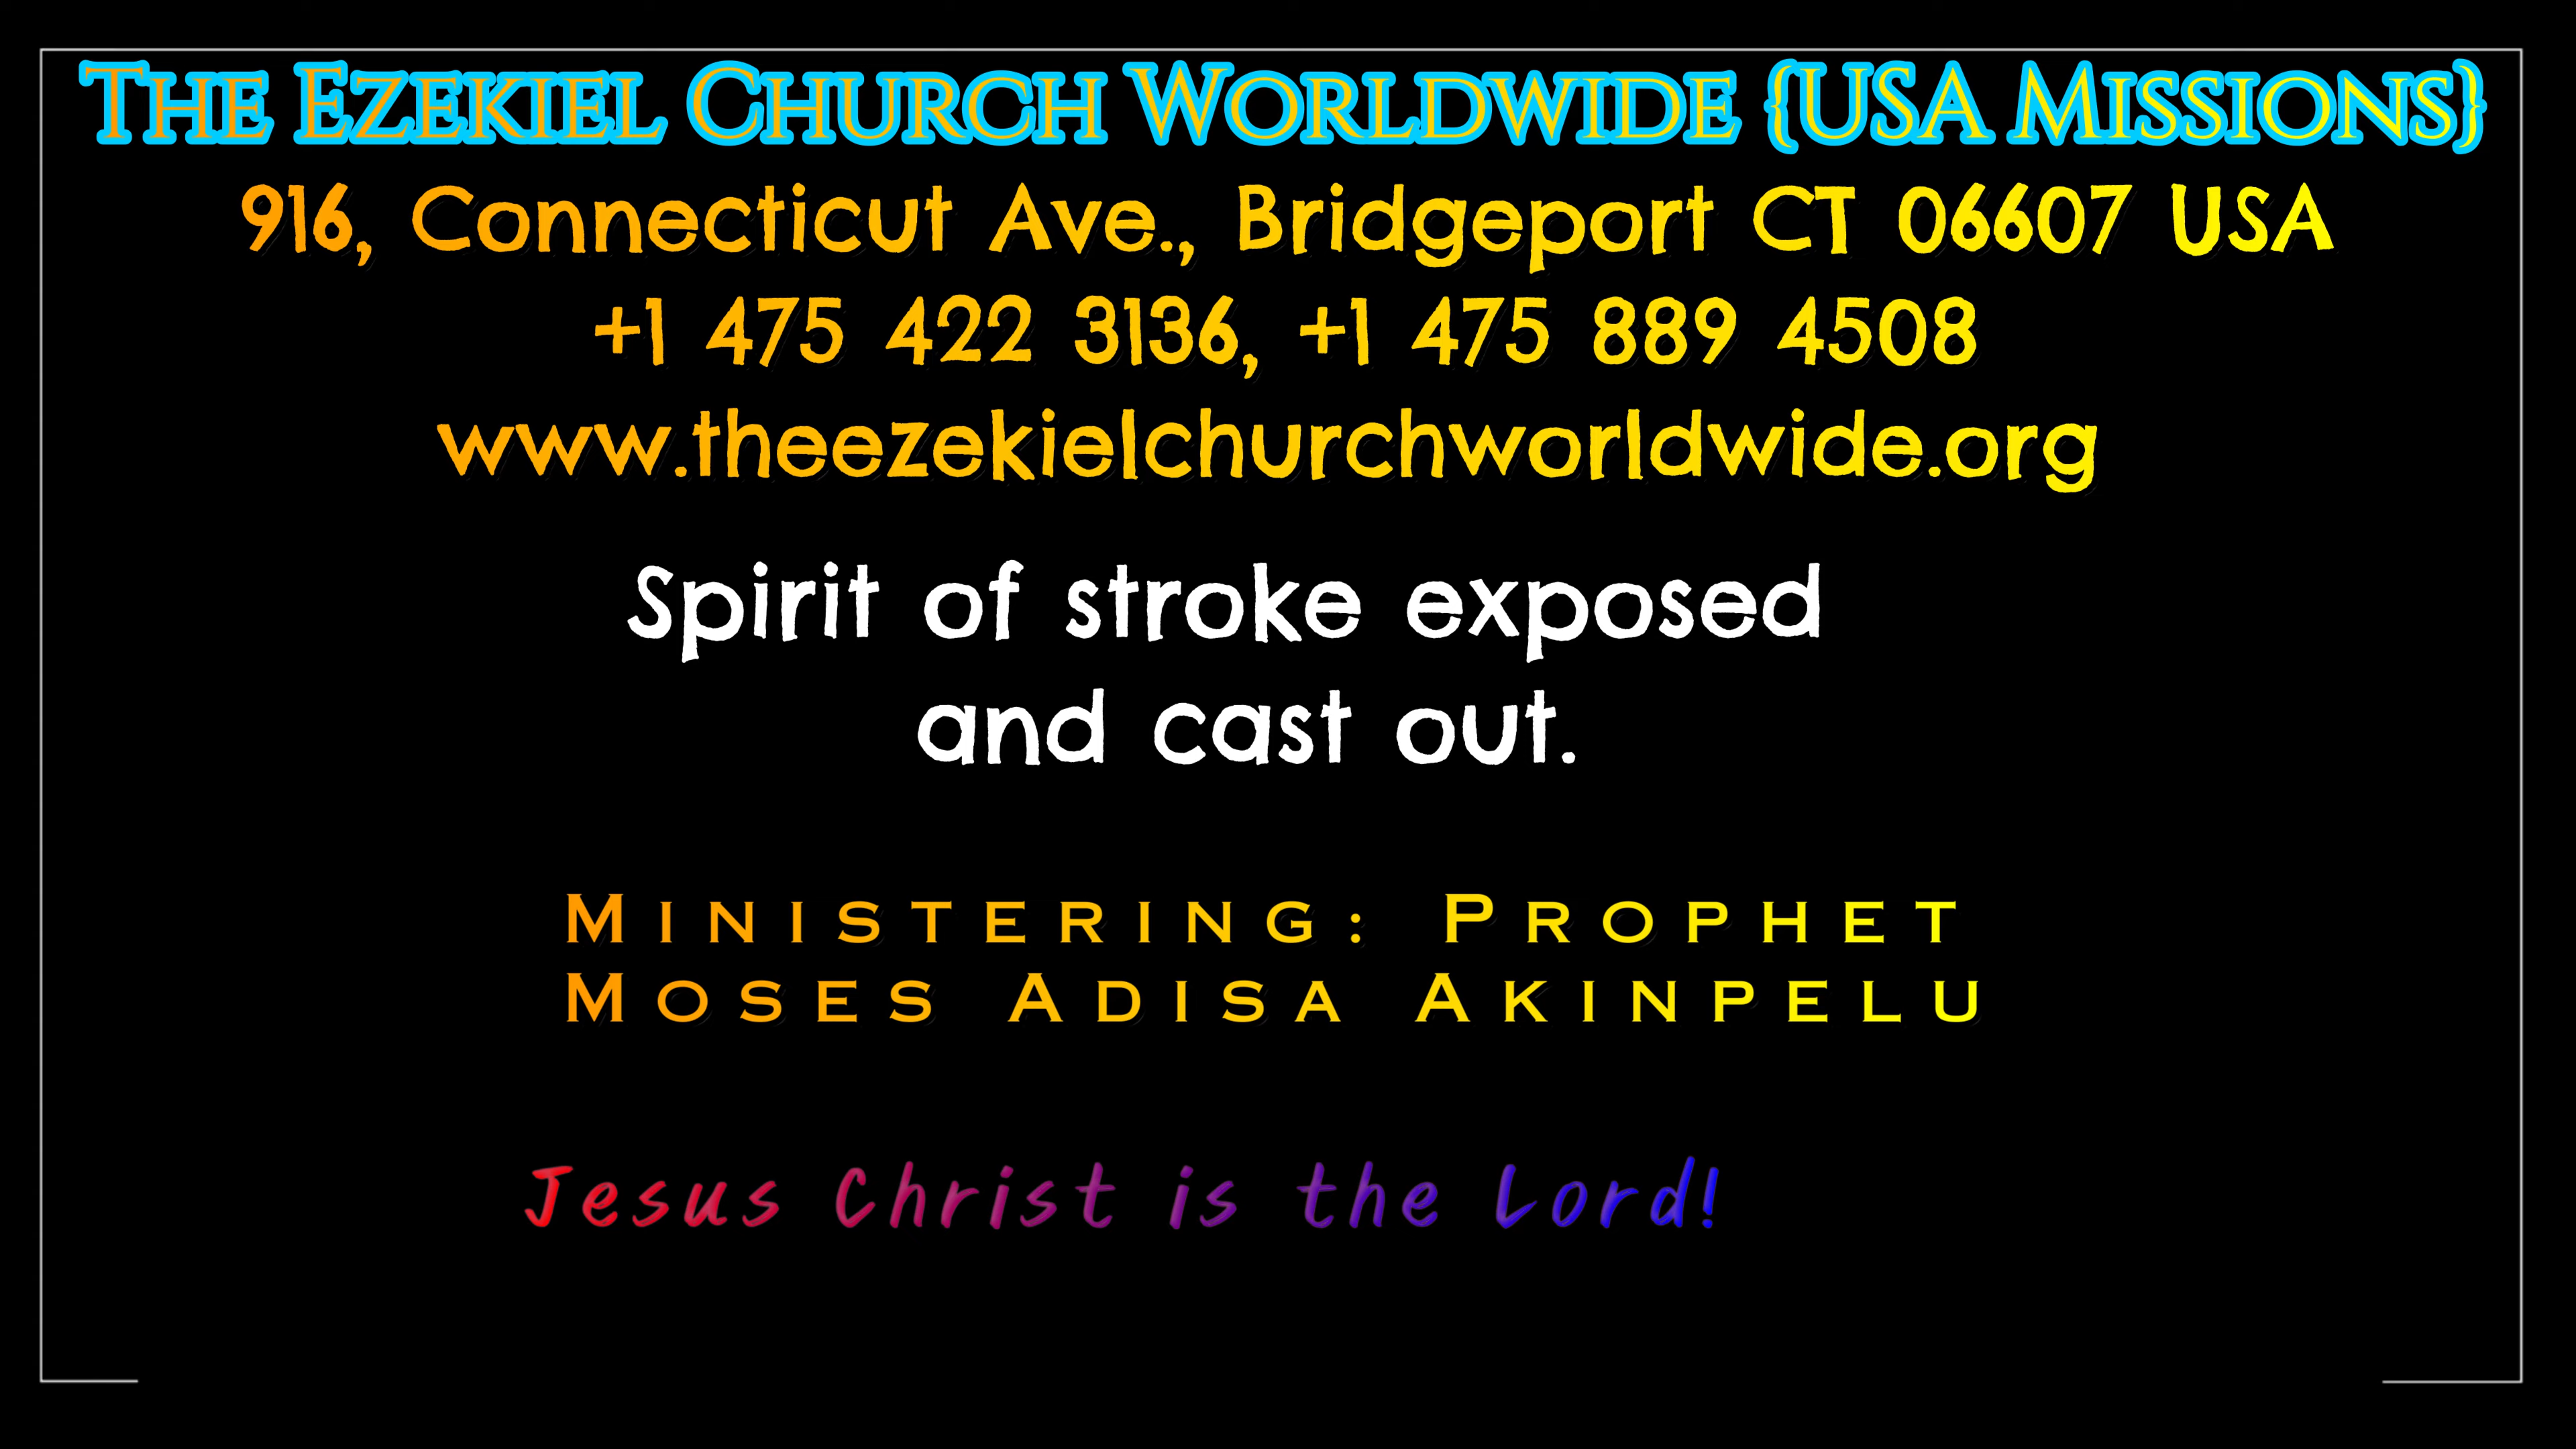 The Ezekiel Church Worldwide {USA Missions}
916, Connecticut Ave., Bridgeport CT 06607 USA
+1 475 422 3136, +1 475 889 4508
www.theezekielchurchworldwide.org
Spirit of stroke exposed
and cast out.
Ministering: Prophet
Moses Adisa Akinpelu
Jesus Christ is the Lord!